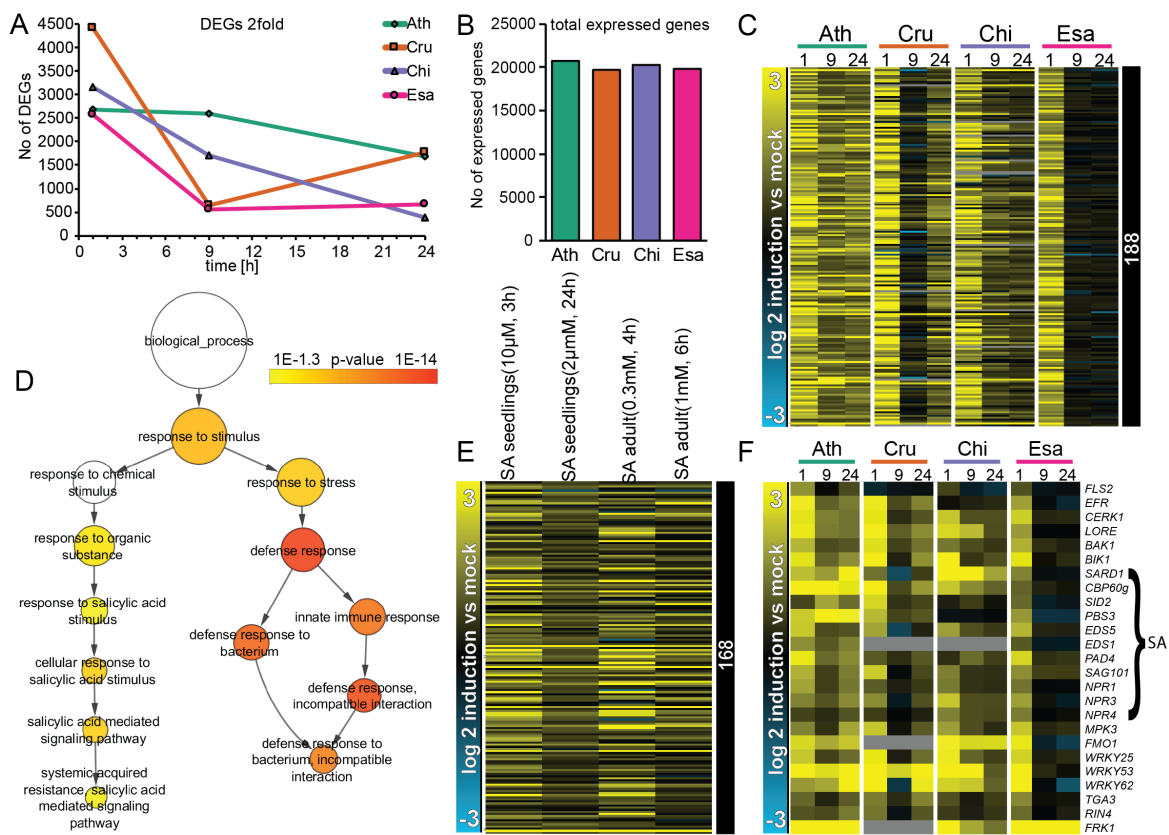 A
DEGs 2fold
No of DEGs
4500
4000
3500
3000
2500
2000
1500
1000
500
0
0 3 6 9 12 15 18 21 24
time [h]
Ath
Cru
Chi
Esa
B
total expressed genes
No of expressed genes
25000
20000
15000
10000
5000
0
Ath Cru Chi Esa
C
Ath Cru Chi Esa
1 9 24 1 9 24 1 9 24 1 9 24
3
log 2 induction vs mock
-3
188
D
1E-1.3 p-value 1E-14
biological_process
response to stimulus
response to chemical
stimulus
response to stress
response to organic
substance
defense response
response to salicylic acid
stimulus
innate immune response
defense response to
bacterium
cellular response to
salicylic acid stimulus
defense response,
incompatible interaction
salicylic acid mediated
signaling pathway
defense response to
bacterium, incompatible
interaction
systemic acquired
resistance, salicylic acid
mediated signaling
pathway
E
SA seedlings(10µM, 3h)
SA seedlings(2µmM, 24h)
SA adult(0.3mM, 4h)
SA adult(1mM, 6h)
3
log 2 induction vs mock
-3
168
F
Ath Cru Chi Esa
1 9 24 1 9 24 1 9 24 1 9 24
3
log 2 induction vs mock
-3
FLS2
EFR
CERK1
LORE
BAK1
BIK1
SARD1
CBP60g
SID2
PBS3
EDS5
EDS1
PAD4
SAG101
NPR1
NPR3
NPR4
MPK3
FMO1
WRKY25
WRKY53
WRKY62
TGA3
RIN4
FRK1
SA